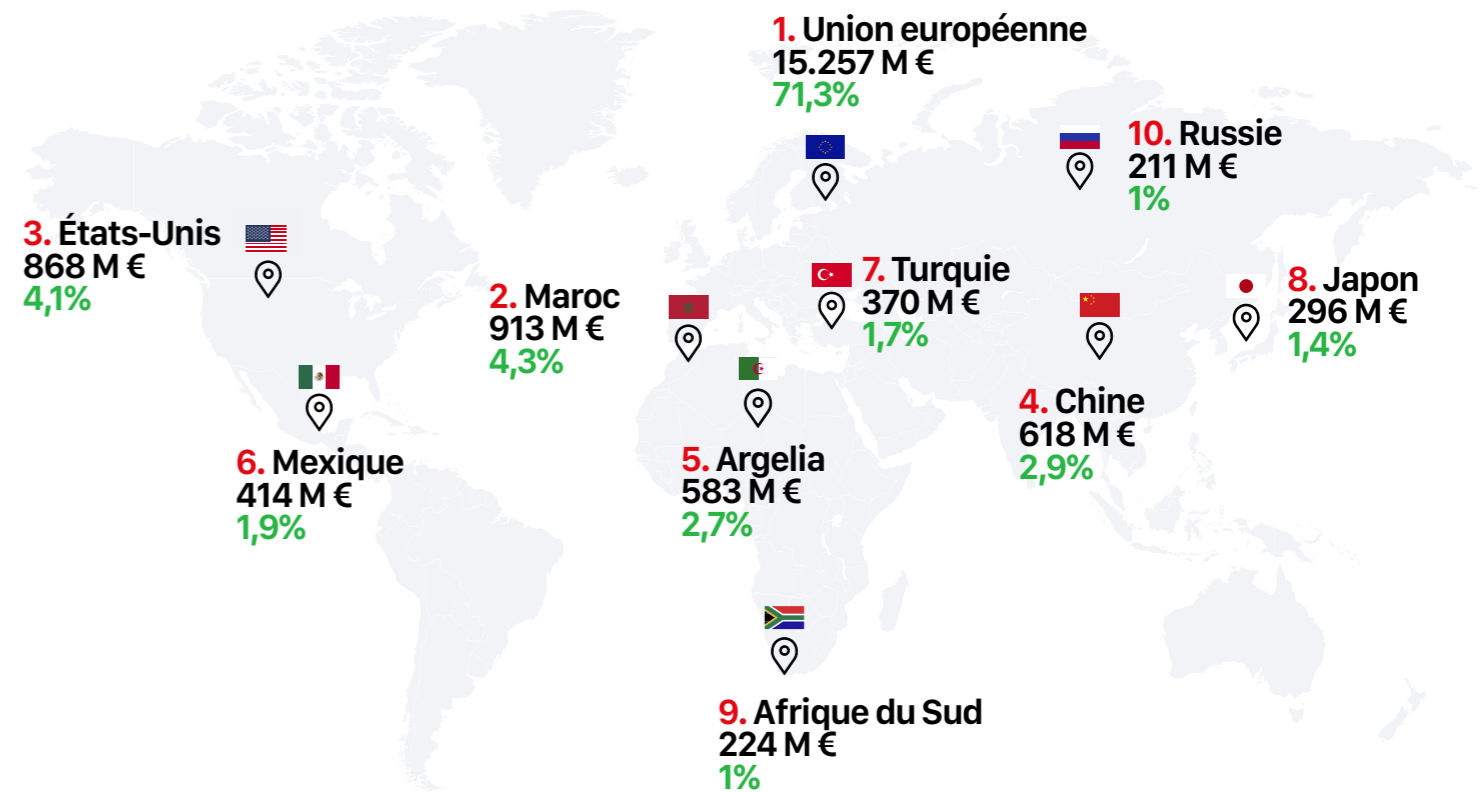 1. Union européenne
15.257 M €
71,3%
10. Russie
211 M €
1%
3. États-Unis
868 M €
4,1%
2. Maroc
913 M €
4,3%
7. Turquie
370 M €
1,7%
8. Japon
296 M €
1,4%
4. Chine
618 M €
2,9%
6. Mexique
414 M €
1,9%
5. Argelia
583 M €
2,7%
9. Afrique du Sud
224 M €
1%